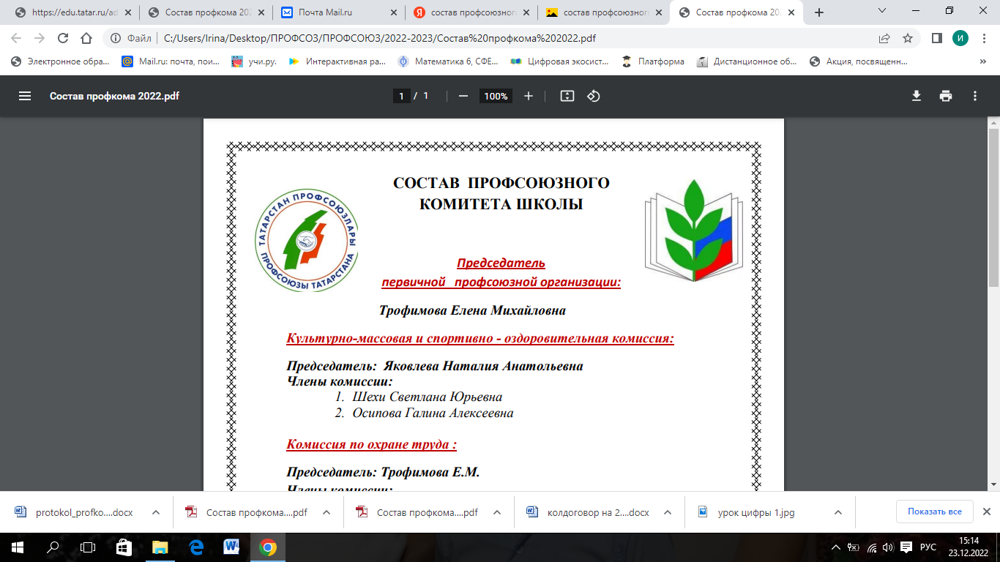 https://edu.tatar.ru/ad
Состав профкома 202
Почта Mail.ru
состав профсоюзног
состав профсоюзног
Состав профкома 202
Файл
C:/Users/Irina/Desktop/ПРОФСОЗ/ПРОФСОЮЗ/2022-2023/Состав%20профкома%202022.pdf
И
Электронное обра...
Mail.ru: почта, пои...
учи.ру.
Интерактивная ра...
Математика 6, СФЕ...
Цифровая экосист...
Платформа
Дистанционное об...
Акция, посвященн...
»
Состав профкома 2022.pdf
1 / 1
100%
СОСТАВ ПРОФСОЮЗНОГО
КОМИТЕТА ШКОЛЫ
ТАТАРСТАН ПРОФСОЮЗЛАРЫ
ПРОФСОЮЗЫ ТАТАРСТАНА
Председатель
первичной профсоюзной организации:
Трофимова Елена Михайловна
Культурно-массовая и спортивно - оздоровительная комиссия:
Председатель: Яковлева Наталия Анатольевна
Члены комиссии:
1. Шехи Светлана Юрьевна
2. Осипова Галина Алексеевна
Комиссия по охране труда :
Председатель: Трофимова Е.М.
Члены комиссии:
protokol_profko....docx
Состав профкома....pdf
Состав профкома....pdf
колдоговор на 2....docx
урок цифры 1.jpg
Показать все
РУС
15:14
23.12.2022